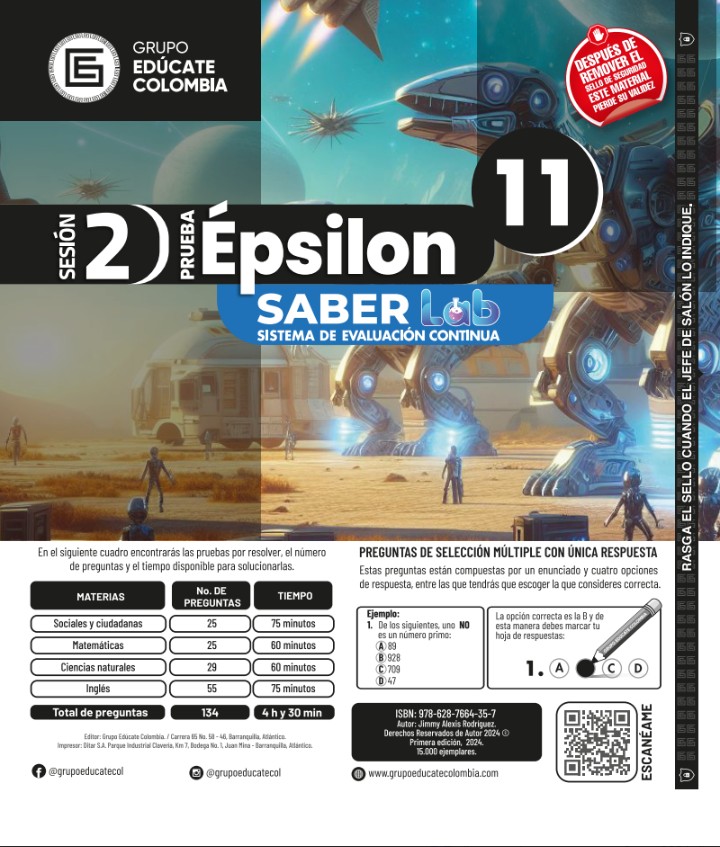 GRUPO
EDÚCATE
COLOMBIA
DESPUÉS DE
REMOVER EL
SELLO DE SEGURIDAD
ESTE MATERIAL
PIERDE SU VALIDEZ
11
SESIÓN
2
PRUEBA
Épsilon
SABER Lab
SISTEMA DE EVALUACIÓN CONTINUA
RASGA EL SELLO CUANDO EL JEFE DE SALÓN LO INDIQUE.
En el siguiente cuadro encontrarás las pruebas por resolver, el número
de preguntas y el tiempo disponible para solucionarlas.
MATERIAS No. DE PREGUNTAS TIEMPO
Sociales y ciudadanas 25 75 minutos
Matemáticas 25 60 minutos
Ciencias naturales 29 60 minutos
Inglés 55 75 minutos
Total de preguntas 134 4 h y 30 min
Editor: Grupo Edúcate Colombia. / Carrera 65 No. 58 - 46, Barranquilla, Atlántico.
Impresor: Ditar S.A. Parque Industrial Clavería, Km 7, Bodega No. 1, Juan Mina - Barranquilla, Atlántico.
@grupoeducatecol
@grupoeducatecol
PREGUNTAS DE SELECCIÓN MÚLTIPLE CON ÚNICA RESPUESTA
Estas preguntas están compuestas por un enunciado y cuatro opciones
de respuesta, entre las que tendrás que escoger la que consideres correcta.
Ejemplo:
1. De los siguientes, uno NO
es un número primo:
A 89
B 928
C 709
D 47
La opción correcta es la B y de
esta manera debes marcar tu
hoja de respuestas:
GRUPO EDÚCATE COLOMBIA
1. A C D
ISBN: 978-628-7664-35-7
Autor: Jimmy Alexis Rodríguez.
Derechos Reservados de Autor 2024 ©
Primera edición, 2024.
15.000 ejemplares.
ESCANÉAME
www.grupoeducatecolombia.com